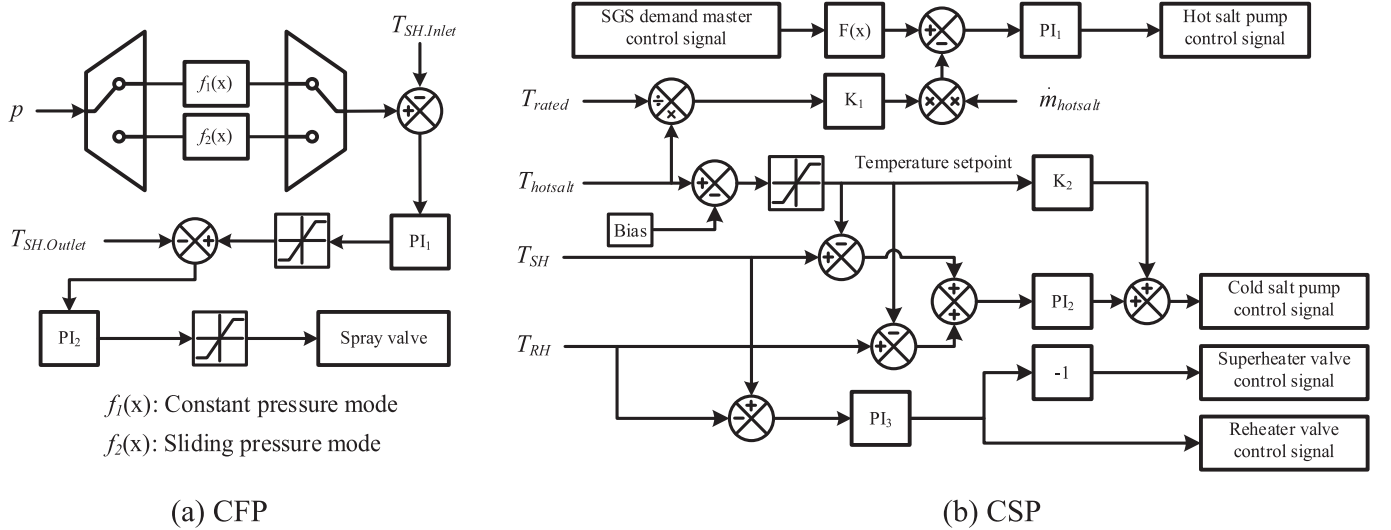 T_SH.Inlet
p
f₁(x)
f₂(x)
+
−
T_SH.Outlet
−
+
PI₁
PI₂
Spray valve
f₁(x): Constant pressure mode
f₂(x): Sliding pressure mode
(a) CFP
SGS demand master
control signal
F(x)
+
−
PI₁
Hot salt pump
control signal
T_rated
÷
×
K₁
×
×
ṁ_hotsalt
T_hotsalt
+
−
Bias
Temperature setpoint
K₂
T_SH
+
−
+
+
PI₂
+
+
Cold salt pump
control signal
T_RH
+
−
-1
Superheater valve
control signal
−
+
PI₃
Reheater valve
control signal
(b) CSP